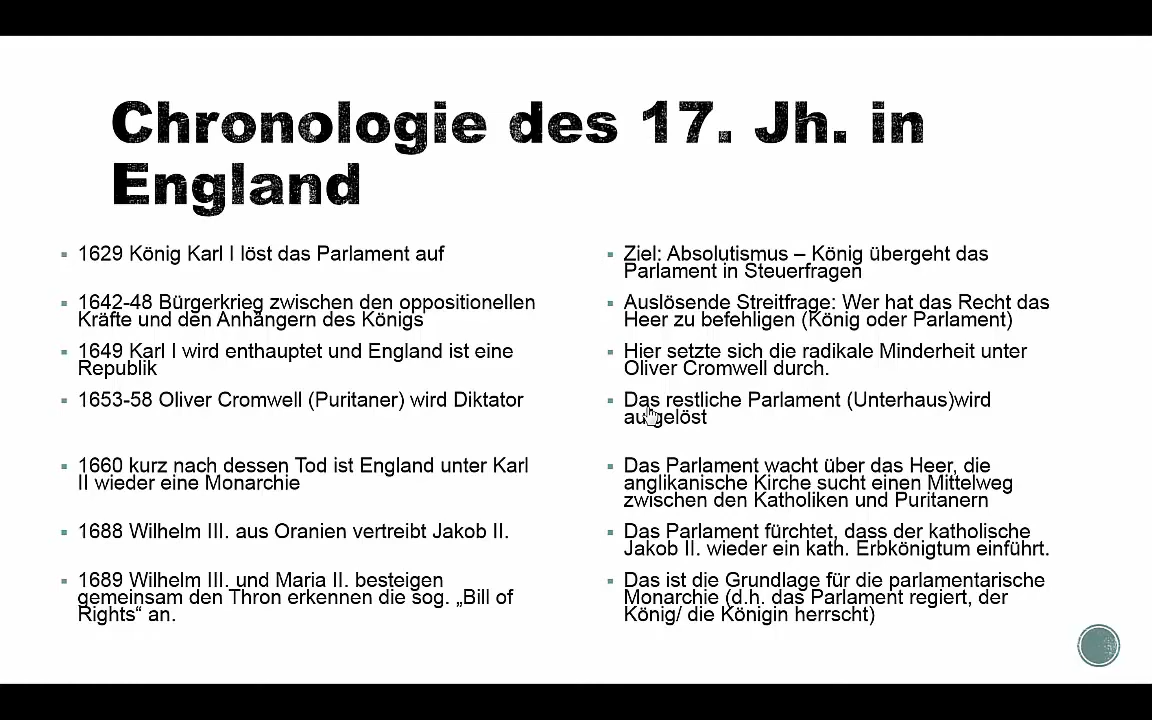 Chronologie des 17. Jh. in
England
1629 König Karl I löst das Parlament auf
Ziel: Absolutismus – König übergeht das
Parlament in Steuerfragen
1642-48 Bürgerkrieg zwischen den oppositionellen
Kräfte und den Anhängern des Königs
Auslösende Streitfrage: Wer hat das Recht das
Heer zu befehligen (König oder Parlament)
1649 Karl I wird enthauptet und England ist eine
Republik
Hier setzte sich die radikale Minderheit unter
Oliver Cromwell durch.
1653-58 Oliver Cromwell (Puritaner) wird Diktator
Das restliche Parlament (Unterhaus)wird
aufgelöst
1660 kurz nach dessen Tod ist England unter Karl
II wieder eine Monarchie
Das Parlament wacht über das Heer, die
anglikanische Kirche sucht einen Mittelweg
zwischen den Katholiken und Puritanern
1688 Wilhelm III. aus Oranien vertreibt Jakob II.
Das Parlament fürchtet, dass der katholische
Jakob II. wieder ein kath. Erbkönigtum einführt.
1689 Wilhelm III. und Maria II. besteigen
gemeinsam den Thron erkennen die sog. „Bill of
Rights“ an.
Das ist die Grundlage für die parlamentarische
Monarchie (d.h. das Parlament regiert, der
König/ die Königin herrscht)